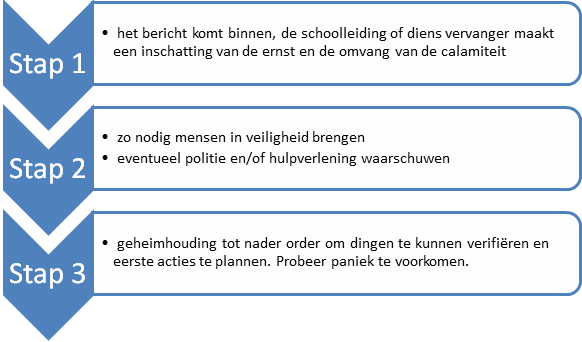 Stap 1
• het bericht komt binnen, de schoolleiding of diens vervanger maakt
een inschatting van de ernst en de omvang van de calamiteit
Stap 2
• zo nodig mensen in veiligheid brengen
• eventueel politie en/of hulpverlening waarschuwen
Stap 3
• geheimhouding tot nader order om dingen te kunnen verifiëren en
eerste acties te plannen. Probeer paniek te voorkomen.